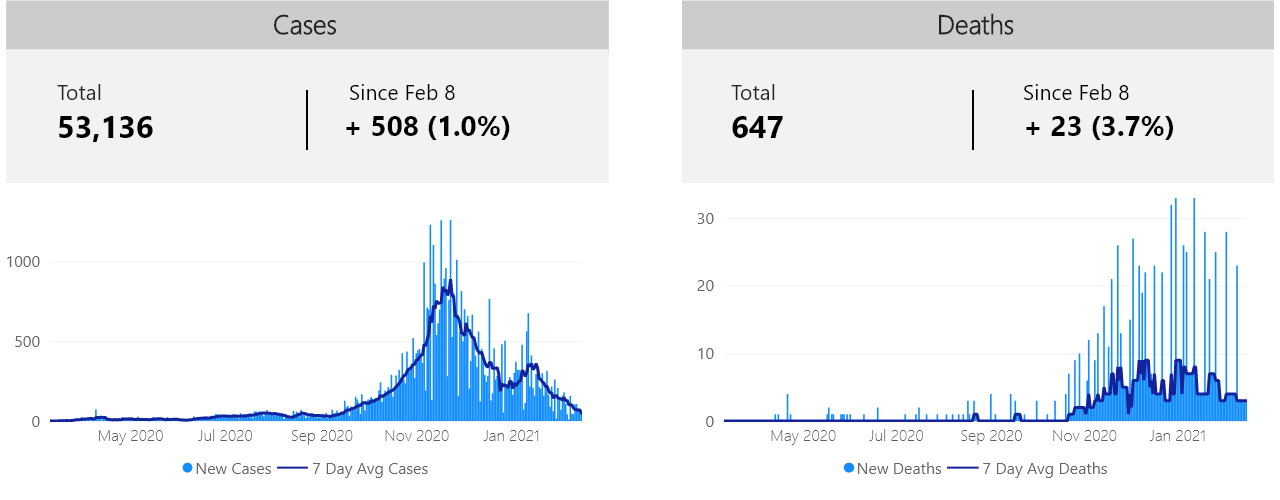 Cases
Total
53,136
Since Feb 8
+ 508 (1.0%)
1000
500
0
May 2020 Jul 2020 Sep 2020 Nov 2020 Jan 2021
New Cases 7 Day Avg Cases
Deaths
Total
647
Since Feb 8
+ 23 (3.7%)
30
20
10
0
May 2020 Jul 2020 Sep 2020 Nov 2020 Jan 2021
New Deaths 7 Day Avg Deaths